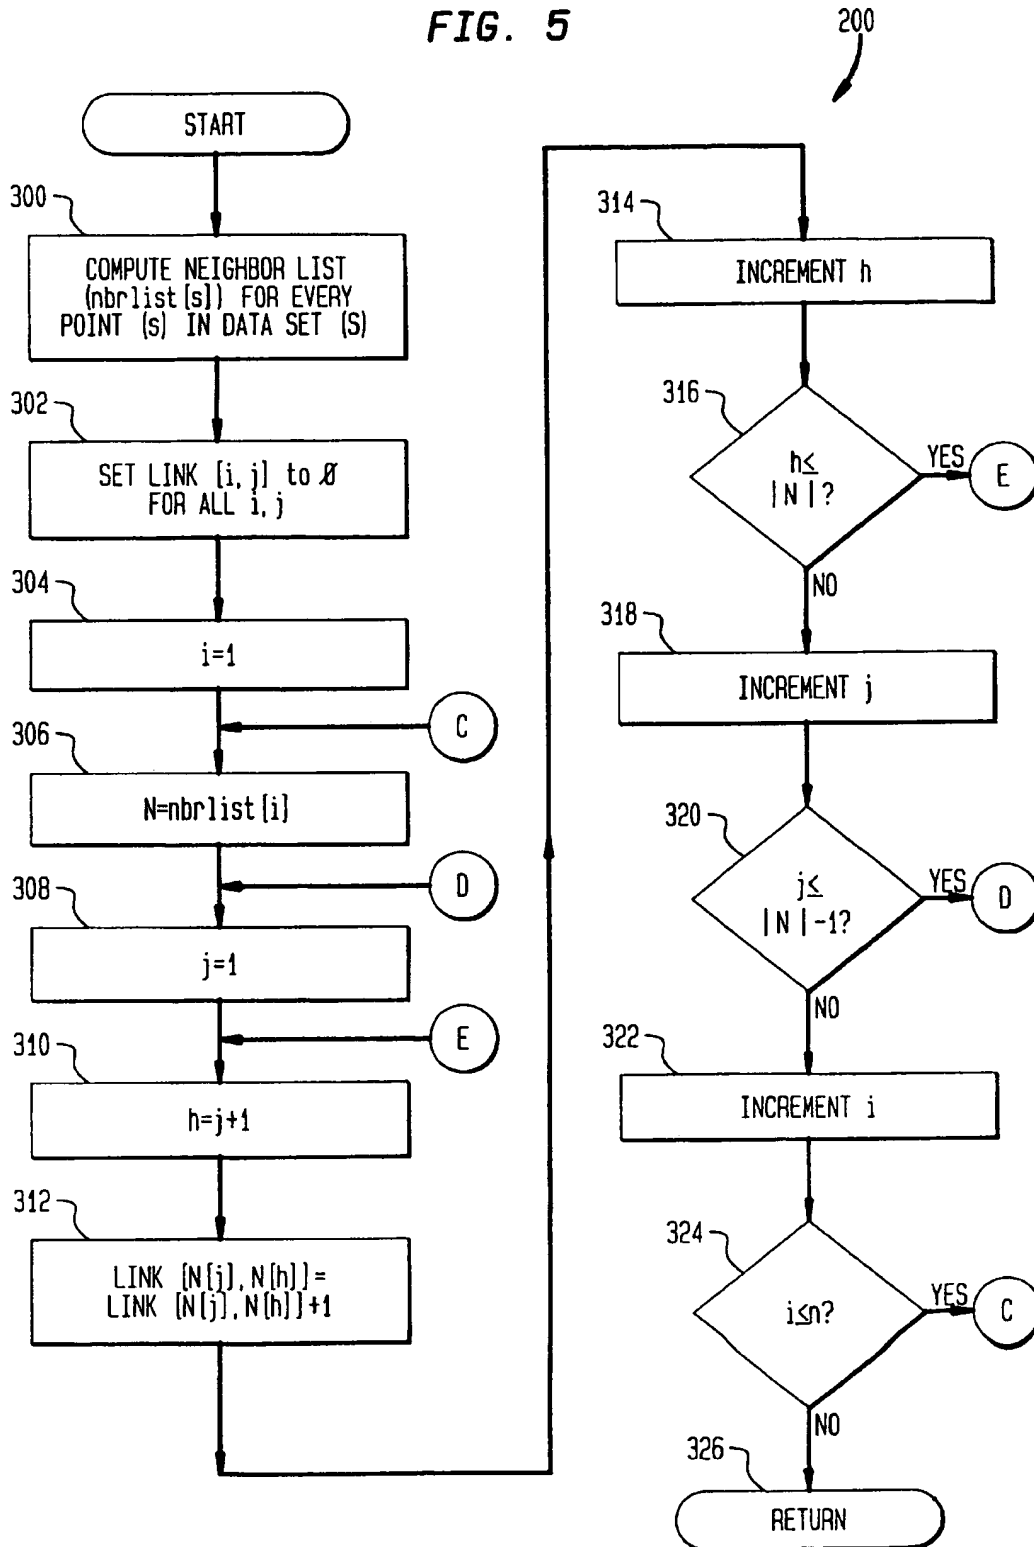 FIG. 5
200
START
300
COMPUTE NEIGHBOR LIST
(nbrlist[s]) FOR EVERY
POINT (s) IN DATA SET (S)
302
SET LINK [i,j] to 0̸
FOR ALL i,j
304
i=1
C
306
N=nbrlist[i]
D
308
j=1
E
310
h=j+1
312
LINK [N[j],N[h]]=
LINK [N[j],N[h]]+1
314
INCREMENT h
316
h≤
|N|?
YES
E
NO
318
INCREMENT j
320
j≤
|N|-1?
YES
D
NO
322
INCREMENT i
324
i≤n?
YES
C
NO
326
RETURN